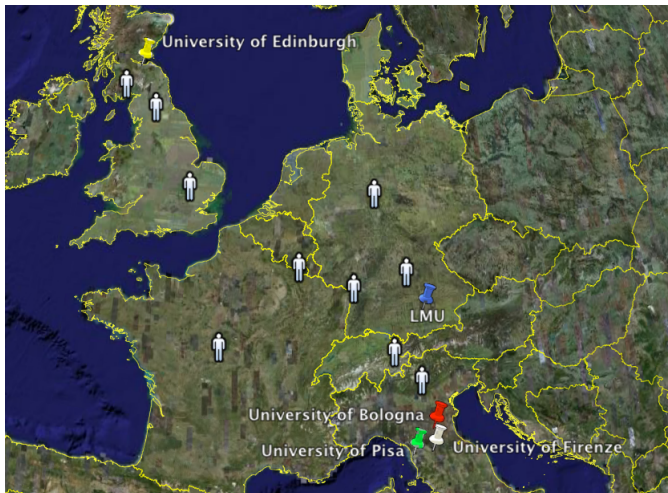 University of Edinburgh
LMU
University of Bologna
University of Pisa
University of Firenze